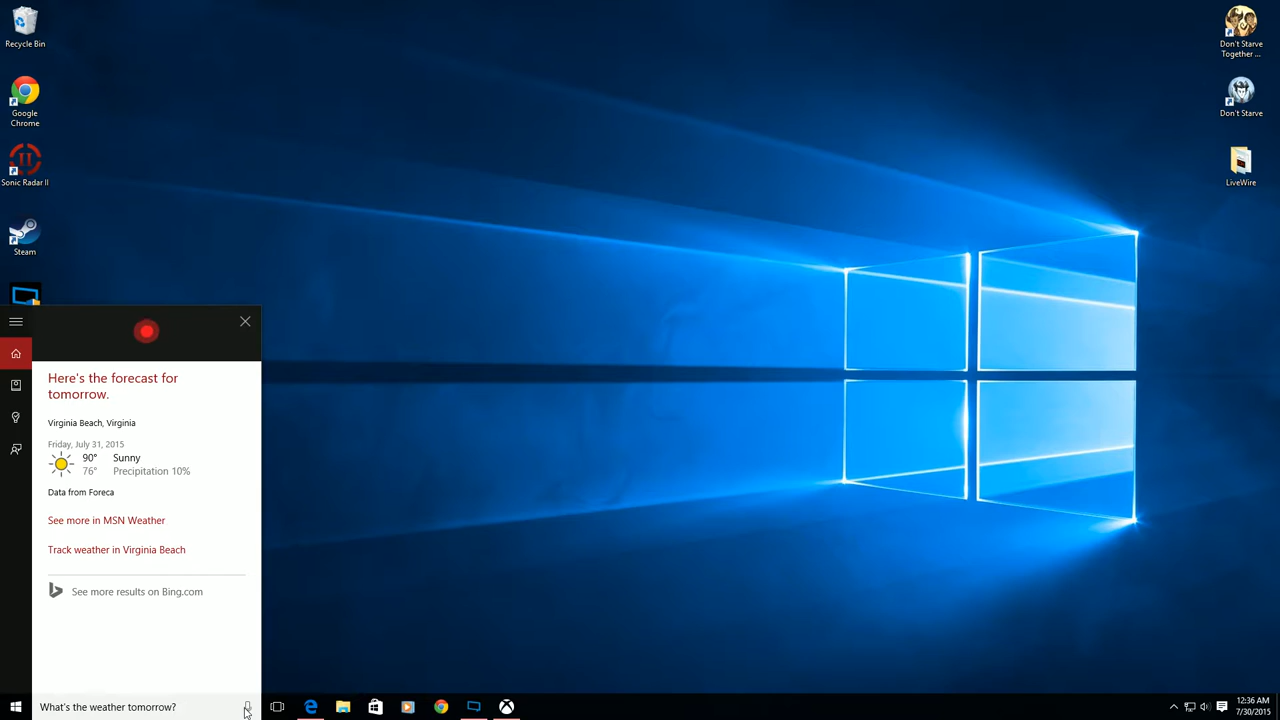 Recycle Bin
Google
Chrome
Sonic Radar II
Steam
Don't Starve
Together ...
Don't Starve
LiveWire
Here's the forecast for
tomorrow.
Virginia Beach, Virginia
Friday, July 31, 2015
90° Sunny
76° Precipitation 10%
Data from Foreca
See more in MSN Weather
Track weather in Virginia Beach
See more results on Bing.com
What's the weather tomorrow?
12:36 AM
7/30/2015